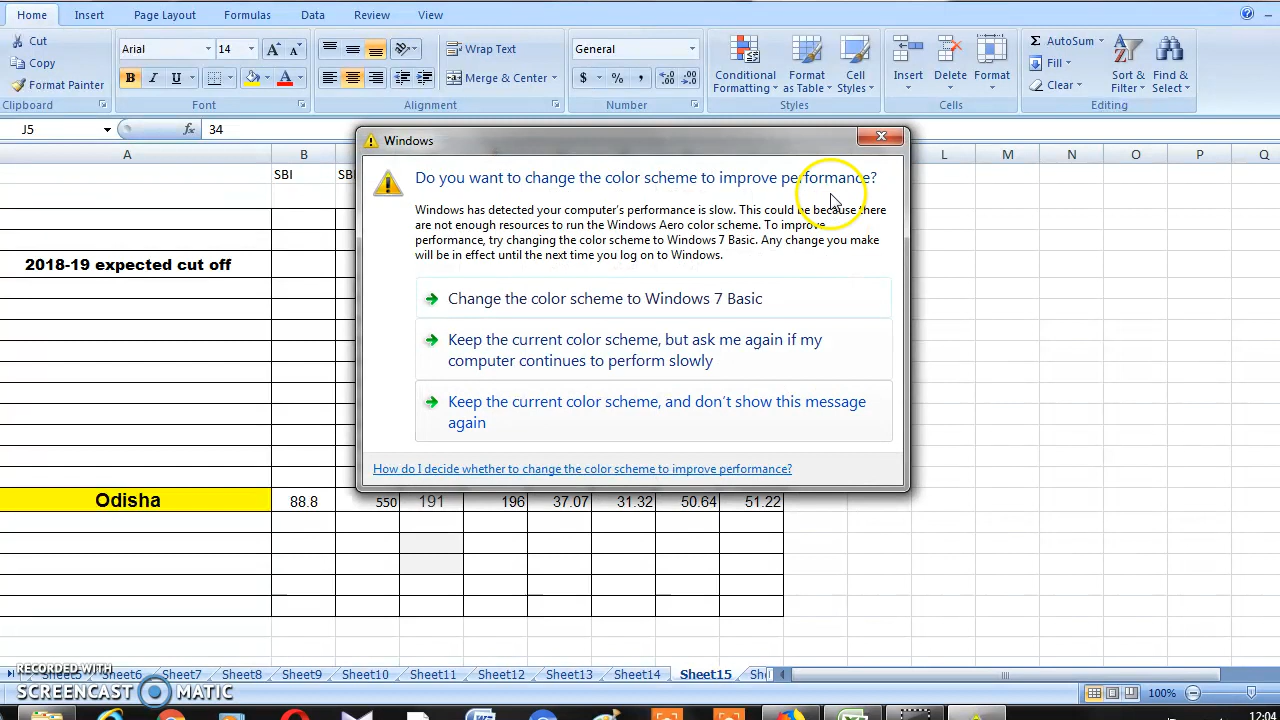 Home Insert Page Layout Formulas Data Review View
Cut
Copy
Format Painter
Arial 14
B I U
Wrap Text
Merge & Center
General
$ % ,
Conditional Formatting
Format as Table
Cell Styles
Insert Delete Format
AutoSum
Fill
Clear
Sort & Filter
Find & Select
Clipboard Font Alignment Number Styles Cells Editing
J5 fx 34
A B L M N O P Q
SBI
Windows
Do you want to change the color scheme to improve performance?
Windows has detected your computer's performance is slow. This could be because there
are not enough resources to run the Windows Aero color scheme. To improve
performance, try changing the color scheme to Windows 7 Basic. Any change you make
will be in effect until the next time you log on to Windows.
Change the color scheme to Windows 7 Basic
Keep the current color scheme, but ask me again if my
computer continues to perform slowly
Keep the current color scheme, and don't show this message
again
How do I decide whether to change the color scheme to improve performance?
2018-19 expected cut off
Odisha 88.8 550 191 196 37.07 31.32 50.64 51.22
Sheet5 Sheet6 Sheet7 Sheet8 Sheet9 Sheet10 Sheet11 Sheet12 Sheet13 Sheet14 Sheet15
RECORDED WITH
SCREENCAST MATIC
100%
12:04